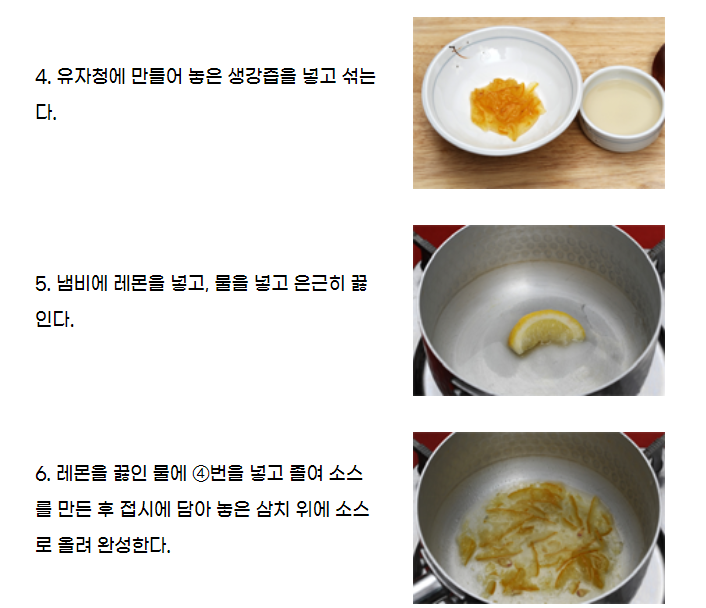 4. 유자청에 만들어 놓은 생강즙을 넣고 섞는
다.
5. 냄비에 레몬을 넣고, 물을 넣고 은근히 끓
인다.
6. 레몬을 끓인 물에 ④번을 넣고 졸여 소스
를 만든 후 접시에 담아 놓은 삼치 위에 소스
로 올려 완성한다.